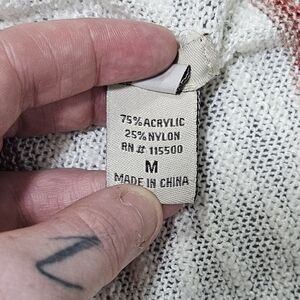 75% ACRYLIC
25% NYLON
RN # 115500
M
MADE IN CHINA